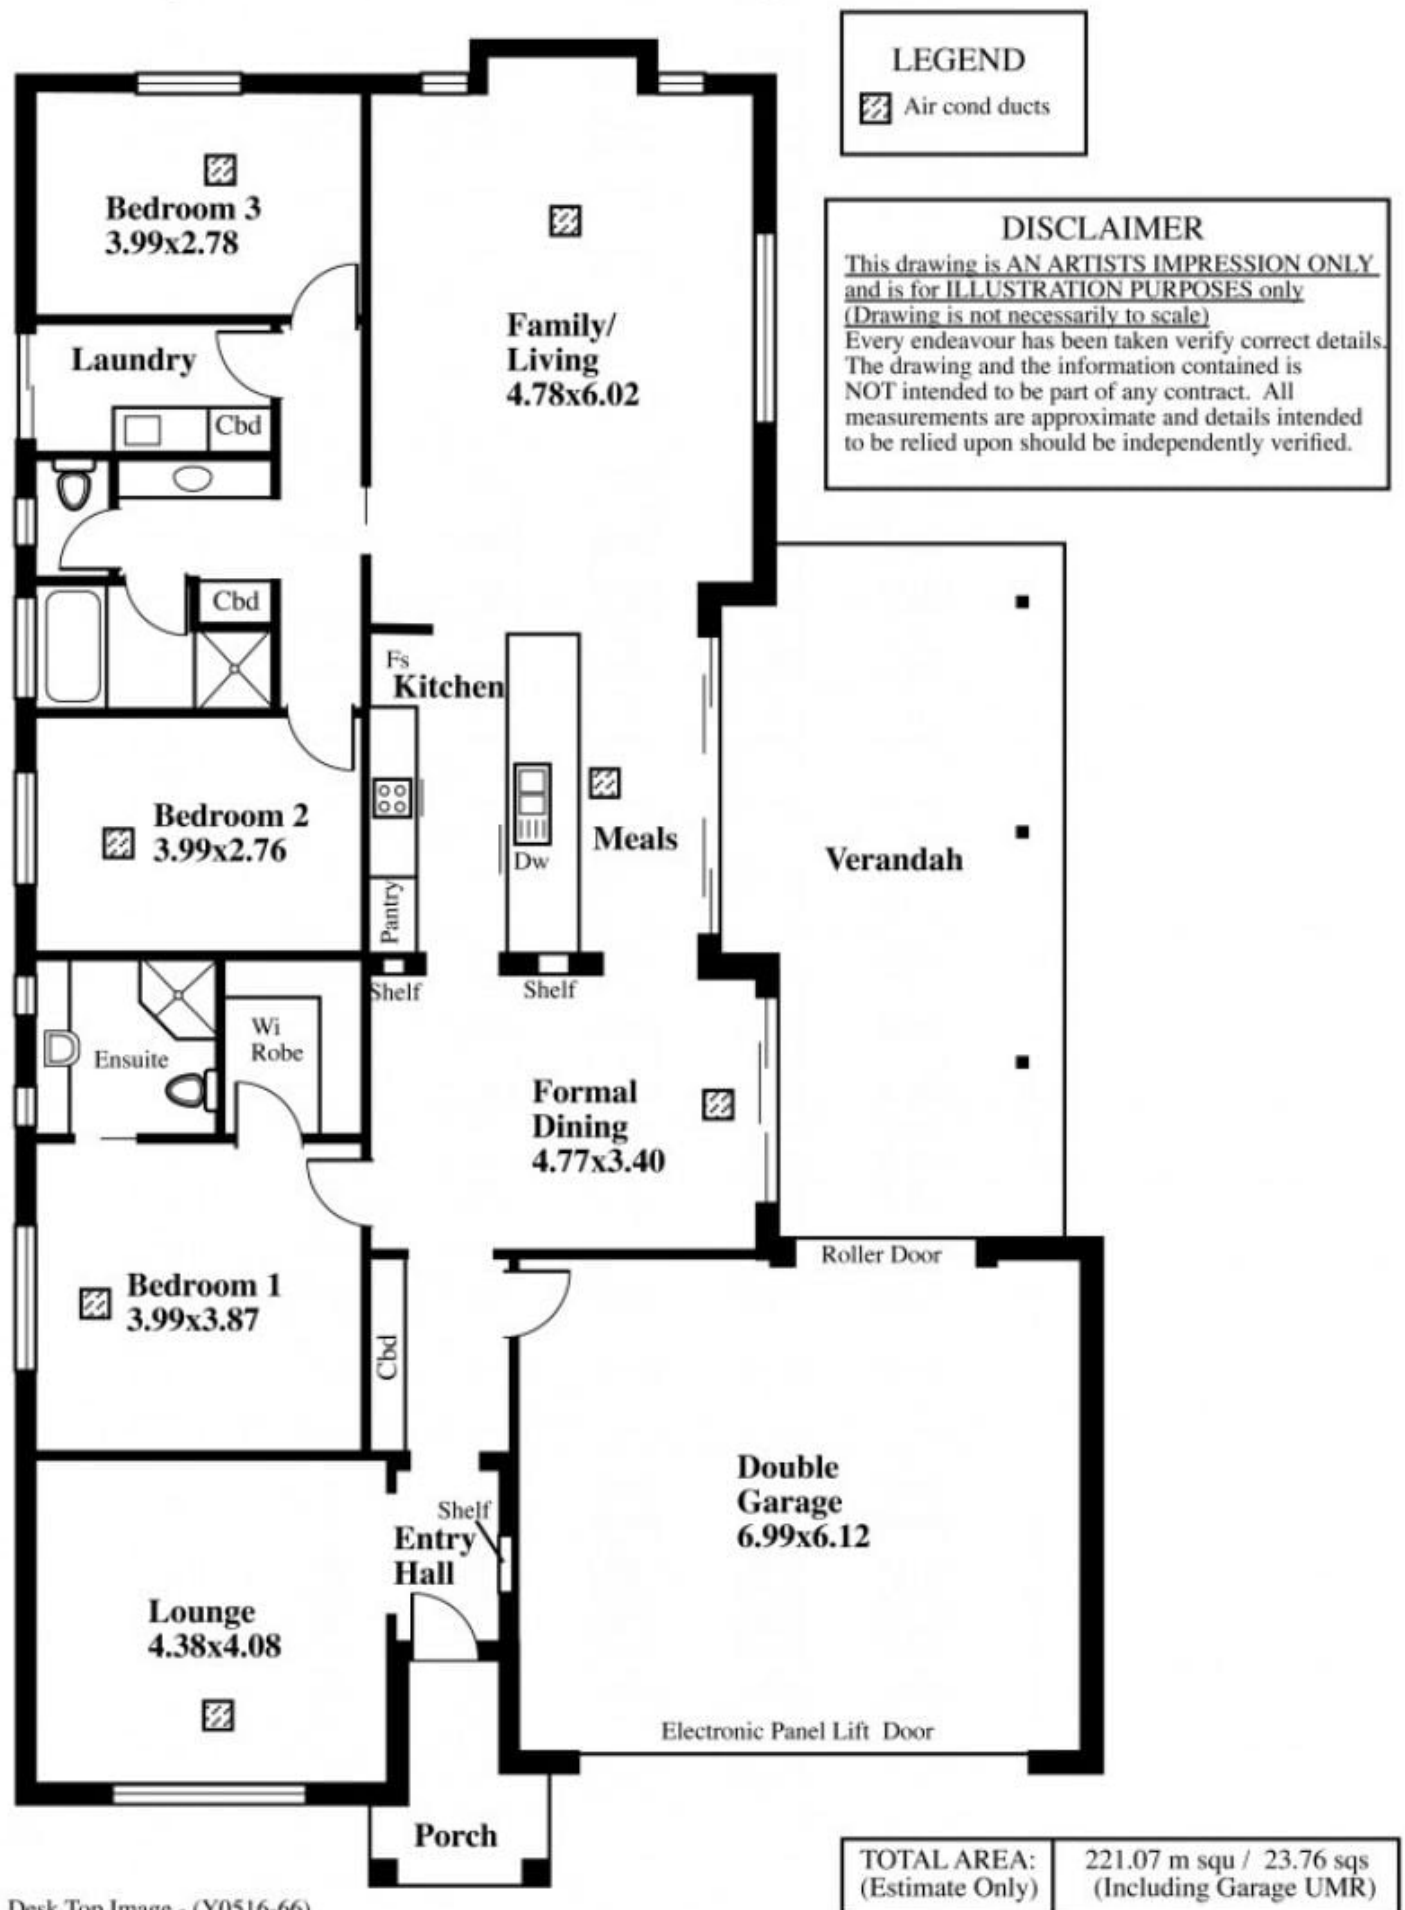 LEGEND
Air cond ducts
DISCLAIMER
This drawing is AN ARTISTS IMPRESSION ONLY
and is for ILLUSTRATION PURPOSES only
(Drawing is not necessarily to scale)
Every endeavour has been taken verify correct details.
The drawing and the information contained is
NOT intended to be part of any contract. All
measurements are approximate and details intended
to be relied upon should be independently verified.
Bedroom 3
3.99x2.78
Family/
Living
4.78x6.02
Laundry
Cbd
Cbd
Fs
Kitchen
Bedroom 2
3.99x2.76
Dw
Meals
Verandah
Pantry
Shelf
Shelf
Wi
Robe
Ensuite
Formal
Dining
4.77x3.40
Roller Door
Bedroom 1
3.99x3.87
Cbd
Double
Garage
6.99x6.12
Shelf
Entry
Hall
Lounge
4.38x4.08
Electronic Panel Lift Door
Porch
TOTAL AREA:
(Estimate Only)
221.07 m squ / 23.76 sqs
(Including Garage UMR)
Desk Top Image - (Y0516-66)